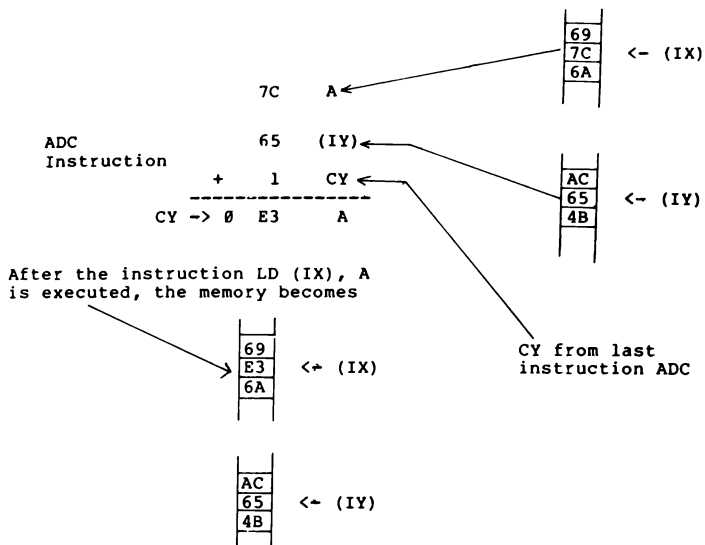 69
7C <- (IX)
6A
7C A
ADC
Instruction
65 (IY)
+ 1 CY
-------------------
CY -> Ø E3 A
AC
65 <- (IY)
4B
After the instruction LD (IX), A
is executed, the memory becomes
CY from last
instruction ADC
69
E3 <- (IX)
6A
AC
65 <- (IY)
4B